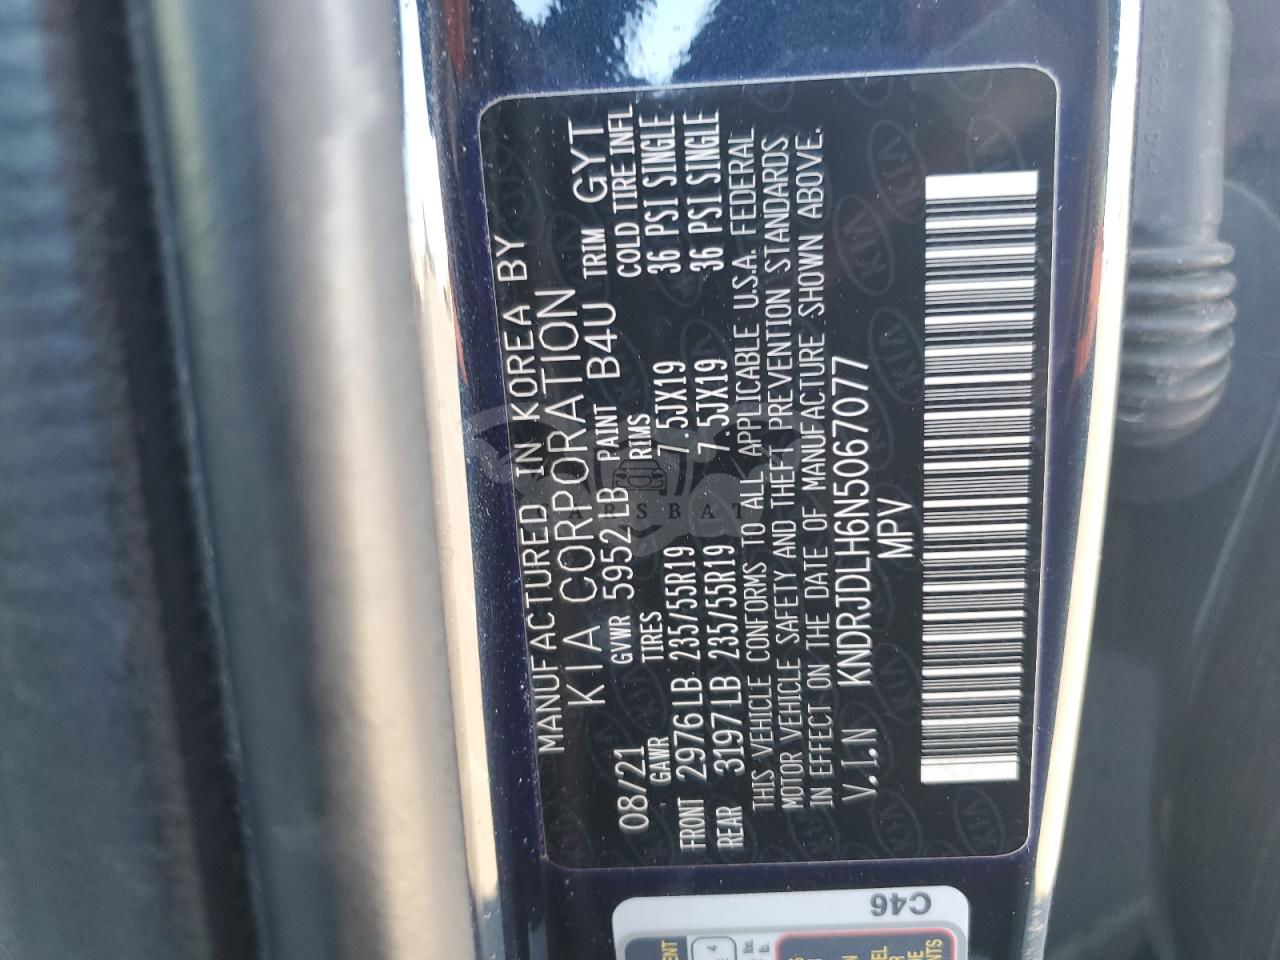 MANUFACTURED IN KOREA BY
KIA CORPORATION
08/21 GVWR 5952 LB PAINT B4U TRIM GYT
GAWR TIRES RIMS COLD TIRE INFL
FRONT 2976 LB 235/55R19 7.5JX19 36 PSI SINGLE
REAR 3197 LB 235/55R19 7.5JX19 36 PSI SINGLE
THIS VEHICLE CONFORMS TO ALL APPLICABLE U.S.A. FEDERAL
MOTOR VEHICLE SAFETY AND THEFT PREVENTION STANDARDS
IN EFFECT ON THE DATE OF MANUFACTURE SHOWN ABOVE.
V.I.N KNDRJDLH6N5067077
MPV
C46